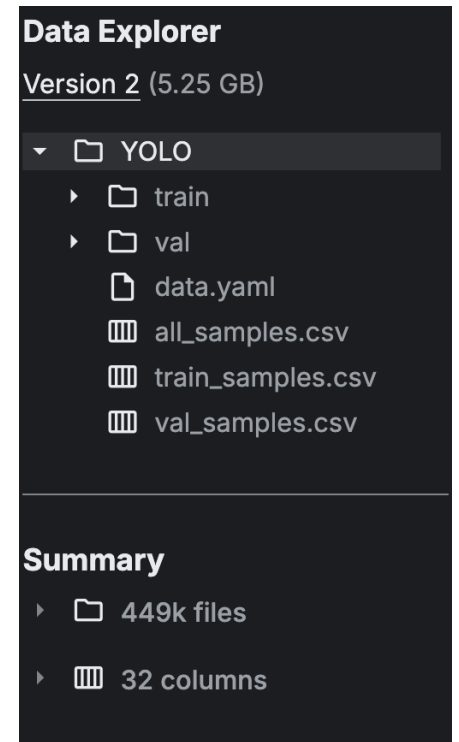 Data Explorer
Version 2 (5.25 GB)
YOLO
train
val
data.yaml
all_samples.csv
train_samples.csv
val_samples.csv
Summary
449k files
32 columns